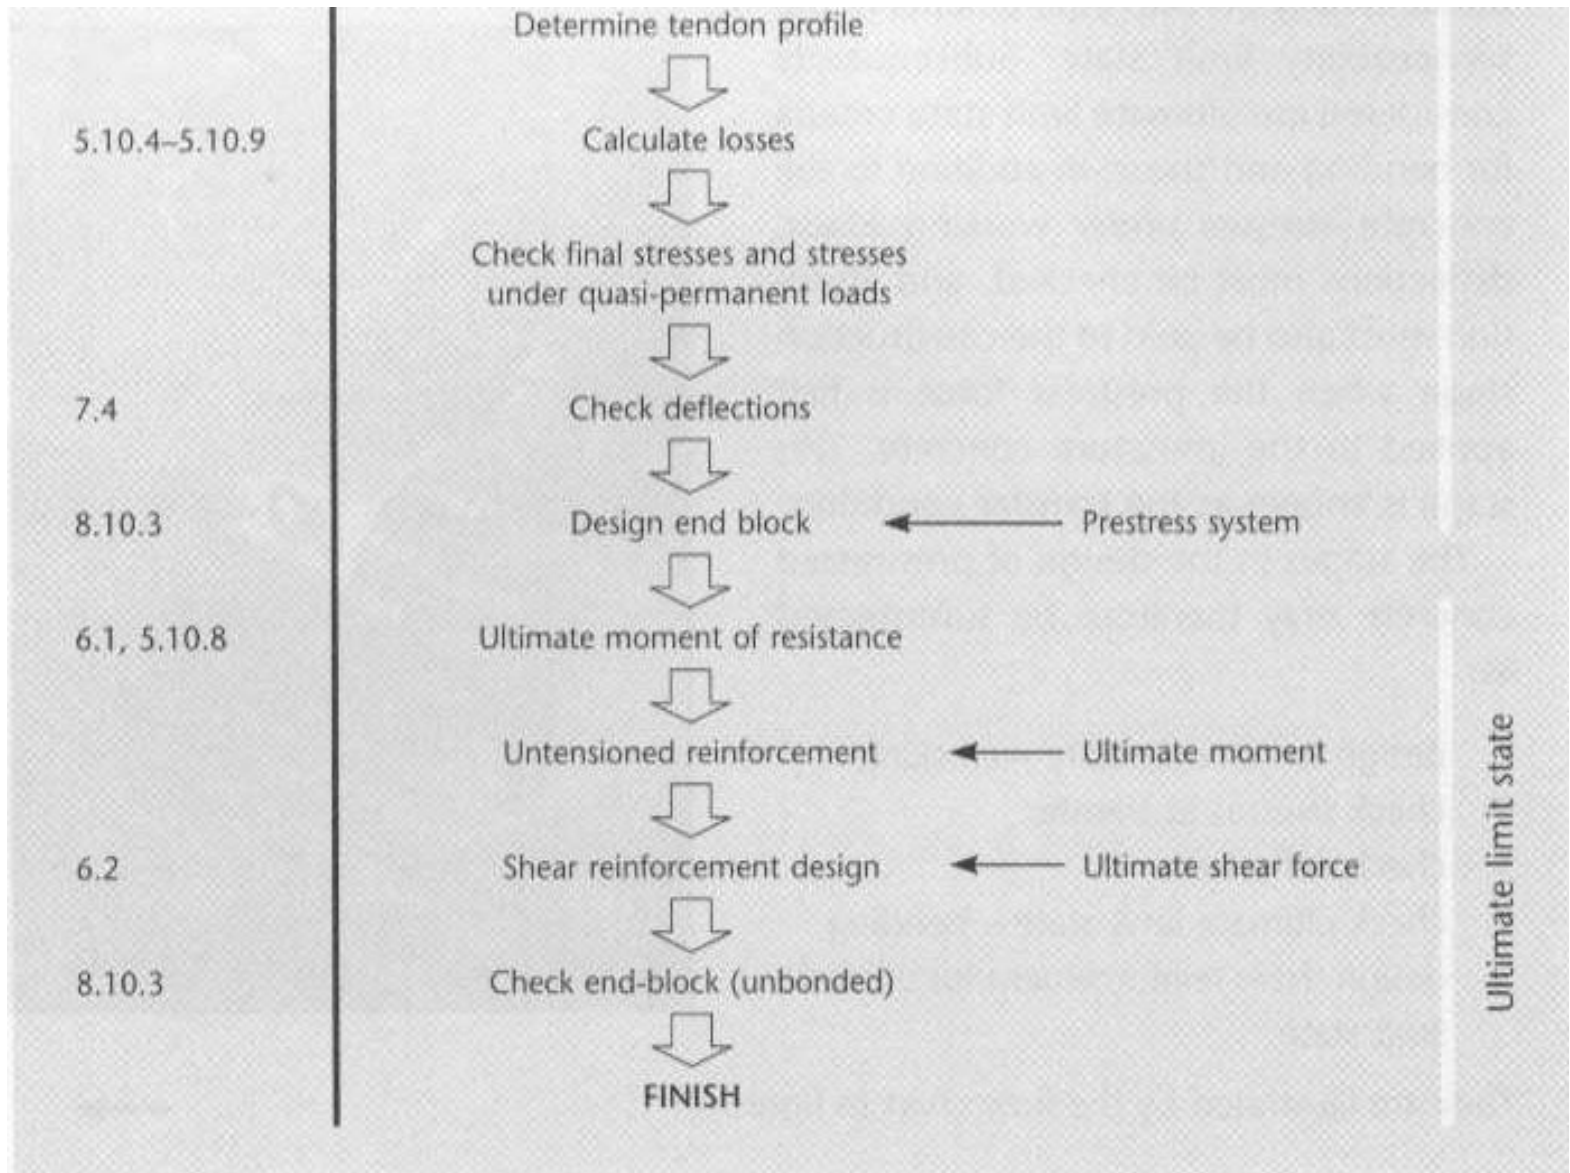 Determine tendon profile
5.10.4–5.10.9 Calculate losses
Check final stresses and stresses
under quasi-permanent loads
7.4 Check deflections
8.10.3 Design end block Prestress system
6.1, 5.10.8 Ultimate moment of resistance
Untensioned reinforcement Ultimate moment
6.2 Shear reinforcement design Ultimate shear force
8.10.3 Check end-block (unbonded)
FINISH
Ultimate limit state